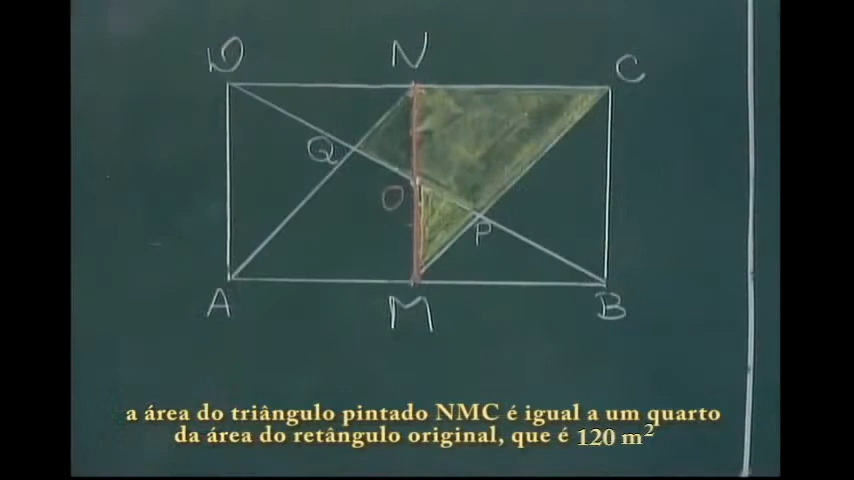 D N C
Q
O
P
A M B
a área do triângulo pintado NMC é igual a um quarto
da área do retângulo original, que é 120 m²